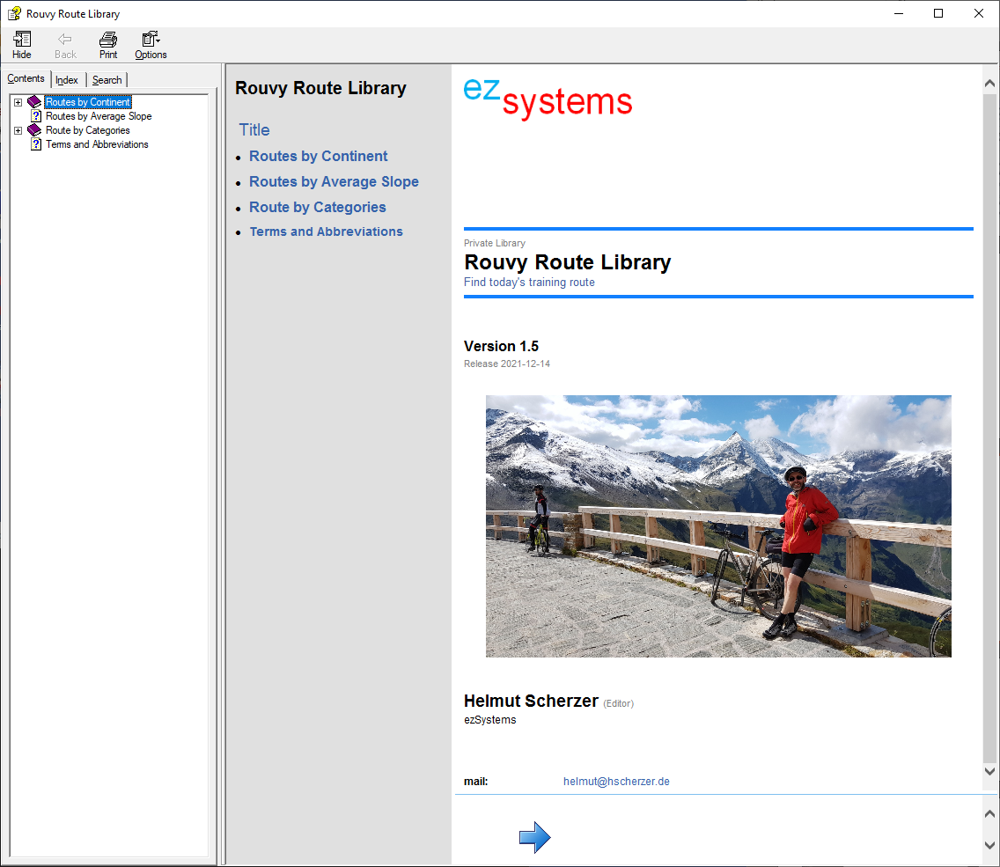 Rouvy Route Library
Hide
Back
Print
Options
Contents
Index
Search
Routes by Continent
Routes by Average Slope
Route by Categories
Terms and Abbreviations
Rouvy Route Library
Title
Routes by Continent
Routes by Average Slope
Route by Categories
Terms and Abbreviations
ez
systems
Private Library
Rouvy Route Library
Find today's training route
Version 1.5
Release 2021-12-14
Helmut Scherzer (Editor)
ezSystems
mail: helmut@hscherzer.de